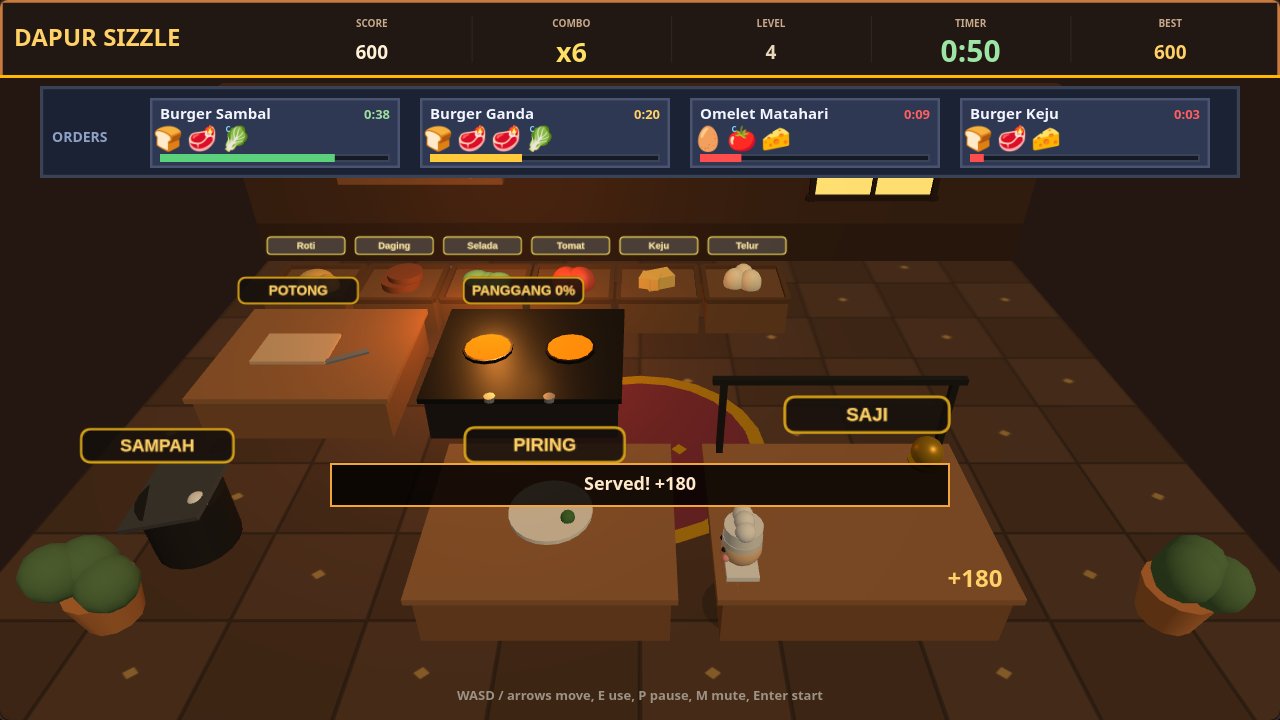 DAPUR SIZZLE
SCORE
600
COMBO
x6
LEVEL
4
TIMER
0:50
BEST
600
ORDERS
Burger Sambal 0:38
Burger Ganda 0:20
Omelet Matahari 0:09
Burger Keju 0:03
Roti
Daging
Selada
Tomat
Keju
Telur
POTONG
PANGGANG 0%
SAJI
SAMPAH
PIRING
Served! +180
+180
WASD / arrows move, E use, P pause, M mute, Enter start